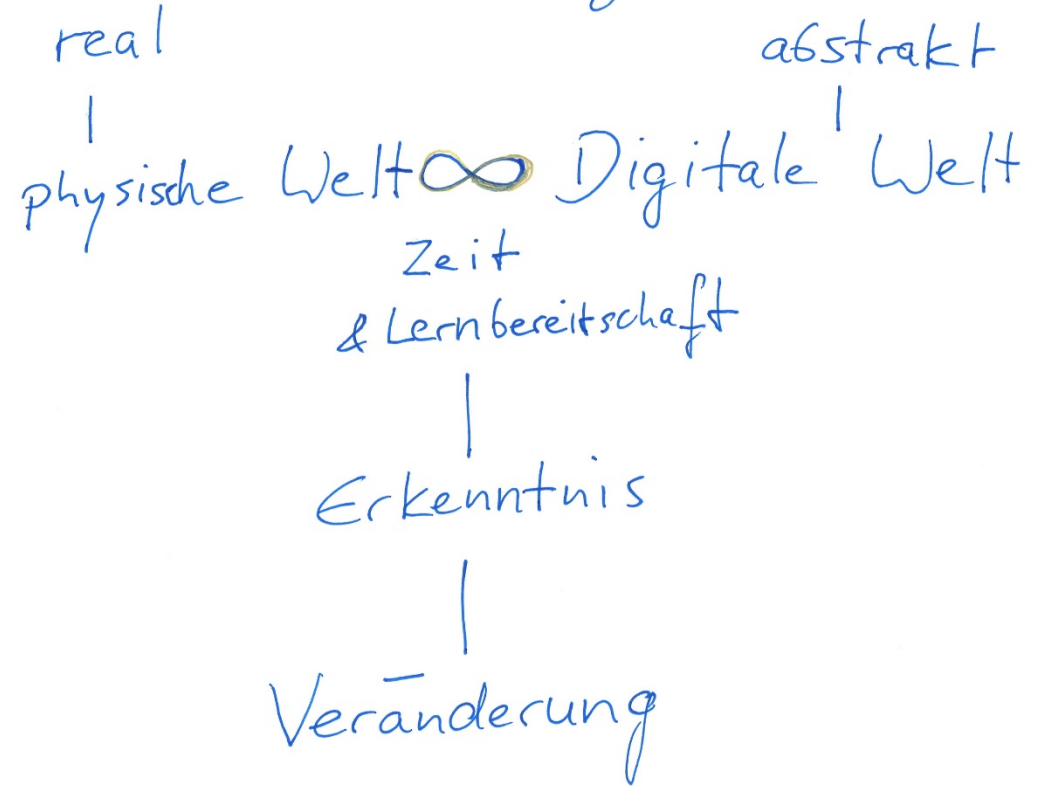 real abstrakt
physische Welt ∞ Digitale Welt
Zeit
& Lernbereitschaft
Erkenntnis
Veränderung